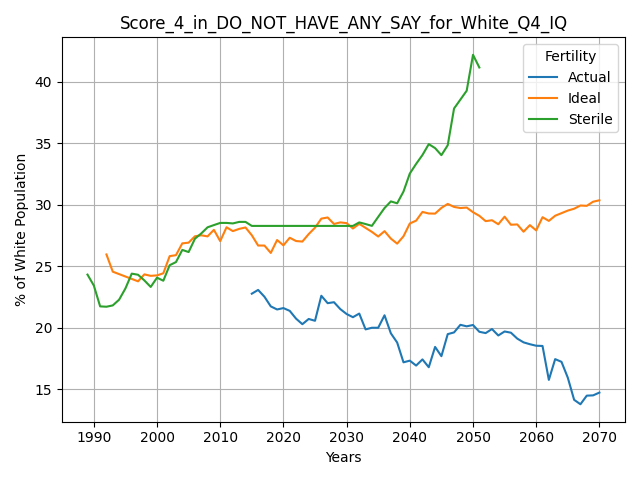 Score_4_in_DO_NOT_HAVE_ANY_SAY_for_White_Q4_IQ
Fertility
Actual
Ideal
Sterile
% of White Population
40
35
30
25
20
15
1990 2000 2010 2020 2030 2040 2050 2060 2070
Years